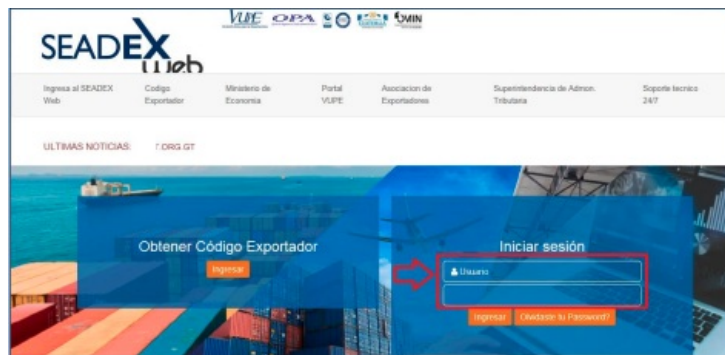 VUPE OPA FOMIN
SEADEX
web
Ingresa al SEADEX Web
Codigo Exportador
Ministerio de Economia
Portal VUPE
Asociacion de Exportadores
Superintendencia de Admon. Tributaria
Soporte tecnico 24/7
ULTIMAS NOTICIAS: T.ORG.GT
Obtener Código Exportador
Ingresar
Iniciar sesión
Usuario
Ingresar
Olvidaste tu Password?